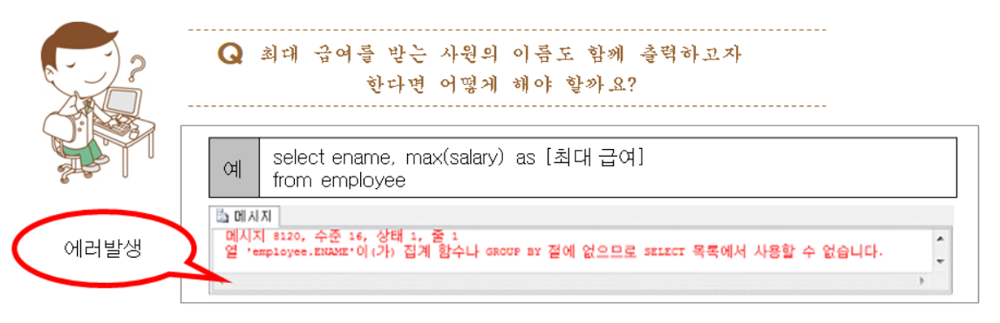 Q 최대 급여를 받는 사원의 이름도 함께 출력하고자
한다면 어떻게 해야 할까요?
예
select ename, max(salary) as [최대 급여]
from employee
메시지
메시지 8120, 수준 16, 상태 1, 줄 1
열 'employee.ENAME'이(가) 집계 함수나 GROUP BY 절에 없으므로 SELECT 목록에서 사용할 수 없습니다.
에러발생
?